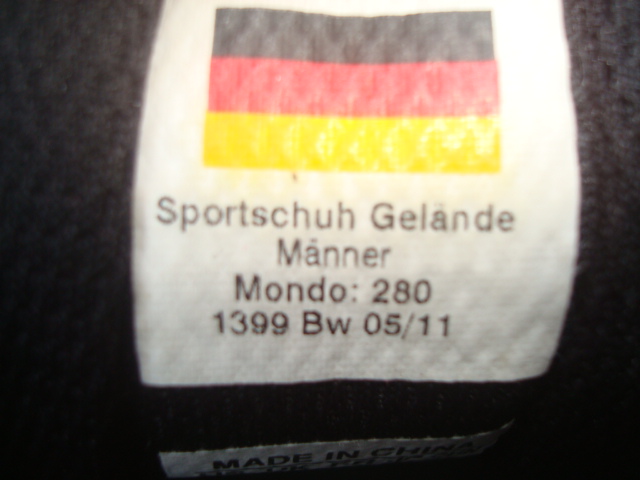 Sportschuh Gelände
Männer
Mondo: 280
1399 Bw 05/11
MADE IN CHINA